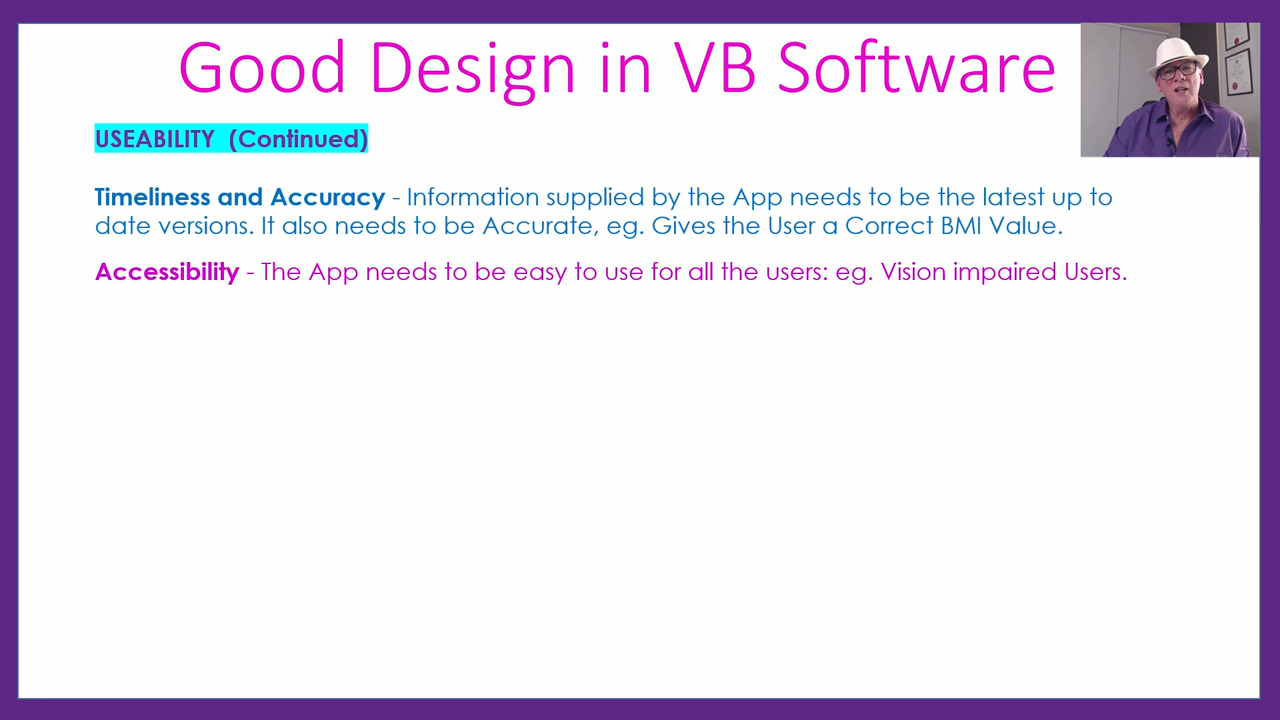 Good Design in VB Software
USEABILITY (Continued)
Timeliness and Accuracy - Information supplied by the App needs to be the latest up to
date versions. It also needs to be Accurate, eg. Gives the User a Correct BMI Value.
Accessibility - The App needs to be easy to use for all the users: eg. Vision impaired Users.